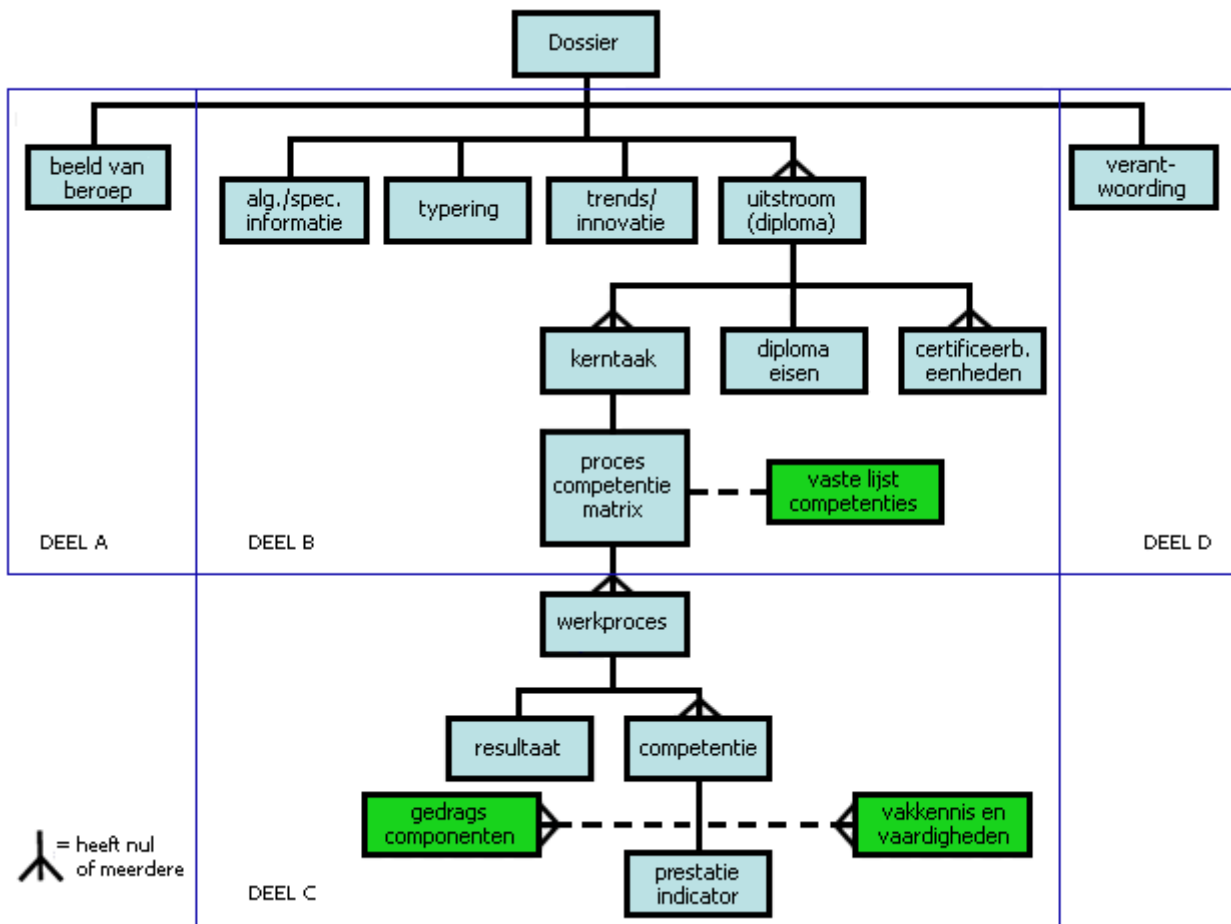 Dossier
beeld van
beroep
alg./spec.
informatie
typering
trends/
innovatie
uitstroom
(diploma)
verant-
woording
kerntaak
diploma
eisen
certificeerb.
eenheden
proces
competentie
matrix
vaste lijst
competenties
DEEL A
DEEL B
DEEL D
werkproces
resultaat
competentie
gedrags
componenten
vakkennis en
vaardigheden
= heeft nul
of meerdere
prestatie
indicator
DEEL C